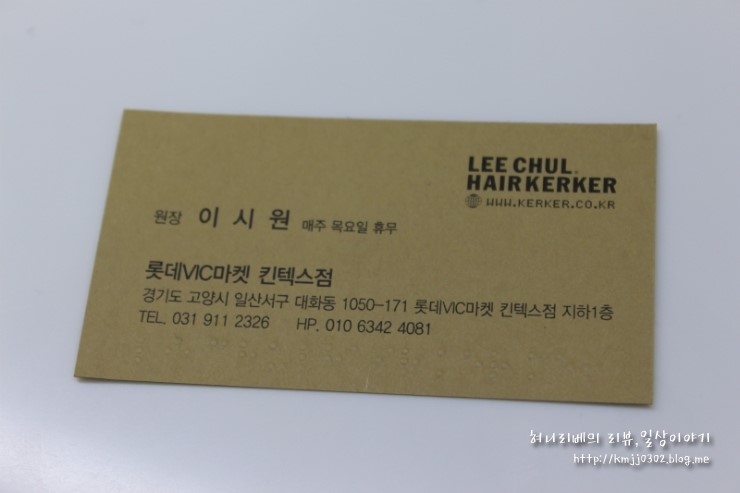 LEE CHUL.
HAIRKERKER
WWW.KERKER.CO.KR
원장 이 시 원 매주 목요일 휴무
롯데VIC마켓 킨텍스점
경기도 고양시 일산서구 대화동 1050-171 롯데VIC마켓 킨텍스점 지하1층
TEL. 031 911 2326 HP. 010 6342 4081
허니리베의 리뷰.일상이야기
http://kmjj0302.blog.me